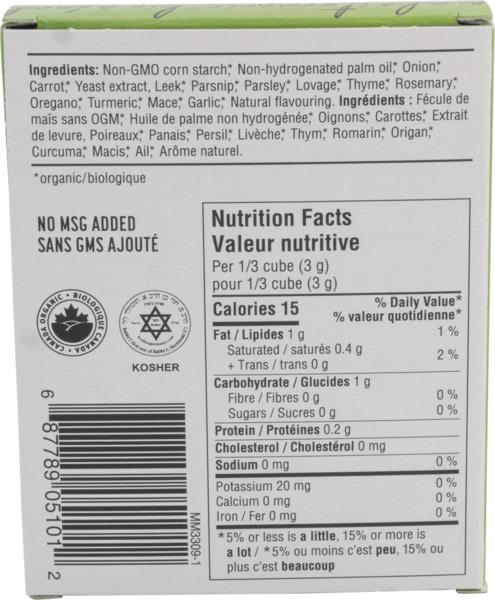 Ingredients: Non-GMO corn starch,* Non-hydrogenated palm oil,* Onion,*
Carrot,* Yeast extract, Leek,* Parsnip,* Parsley,* Lovage,* Thyme,* Rosemary,*
Oregano,* Turmeric,* Mace,* Garlic,* Natural flavouring. Ingrédients : Fécule de
maïs sans OGM,* Huile de palme non hydrogénée,* Oignons,* Carottes,* Extrait
de levure, Poireaux,* Panais,* Persil,* Livèche,* Thym,* Romarin,* Origan,*
Curcuma,* Macis,* Ail,* Arôme naturel.
*organic/biologique
NO MSG ADDED
SANS GMS AJOUTÉ
CANADA ORGANIC • BIOLOGIQUE CANADA •
KOSHER
6 87789 05101 2
MM3309-1
Nutrition Facts
Valeur nutritive
Per 1/3 cube (3 g)
pour 1/3 cube (3 g)
Calories 15
% Daily Value*
% valeur quotidienne*
Fat / Lipides 1 g 1 %
Saturated / saturés 0.4 g
+ Trans / trans 0 g 2 %
Carbohydrate / Glucides 1 g
Fibre / Fibres 0 g 0 %
Sugars / Sucres 0 g 0 %
Protein / Protéines 0.2 g
Cholesterol / Cholestérol 0 mg
Sodium 0 mg 0 %
Potassium 20 mg 0 %
Calcium 0 mg 0 %
Iron / Fer 0 mg 0 %
*5% or less is a little, 15% or more is
a lot / *5% ou moins c'est peu, 15% ou
plus c'est beaucoup